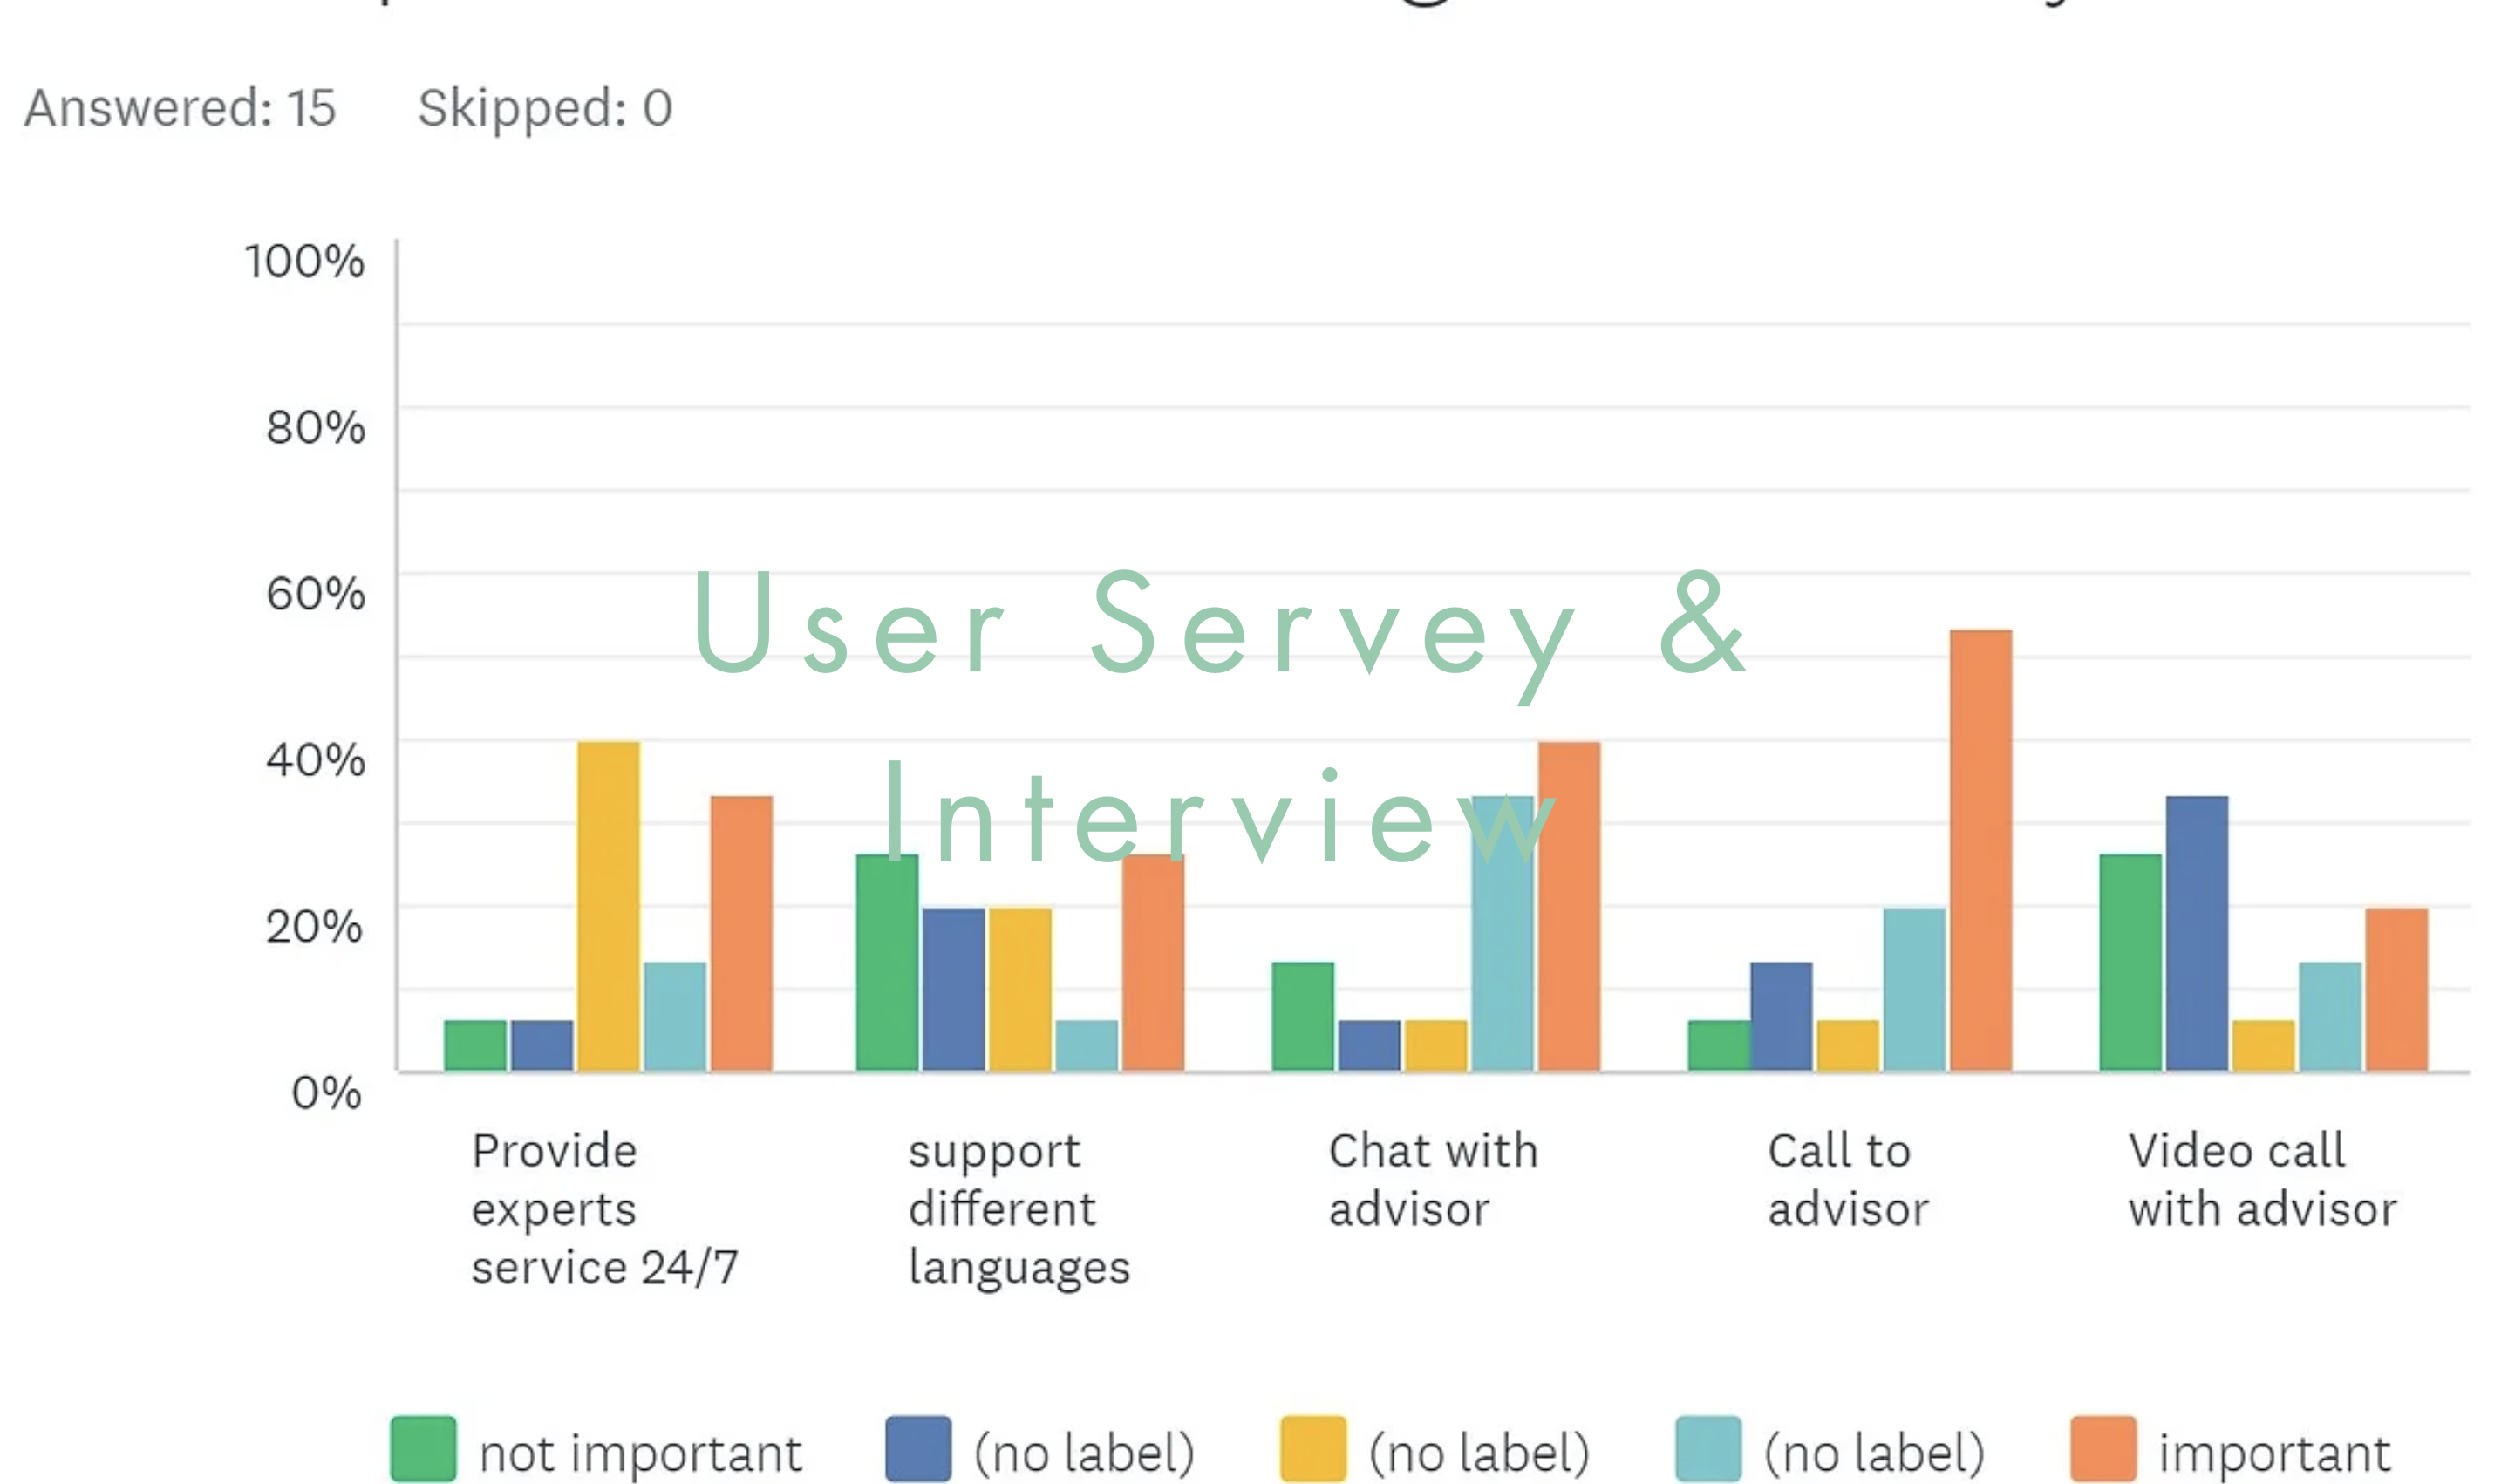 Answered: 15 Skipped: 0
100%
80%
60%
40%
20%
0%
User Servey &
Interview
Provide
experts
service 24/7
support
different
languages
Chat with
advisor
Call to
advisor
Video call
with advisor
not important (no label) (no label) (no label) important